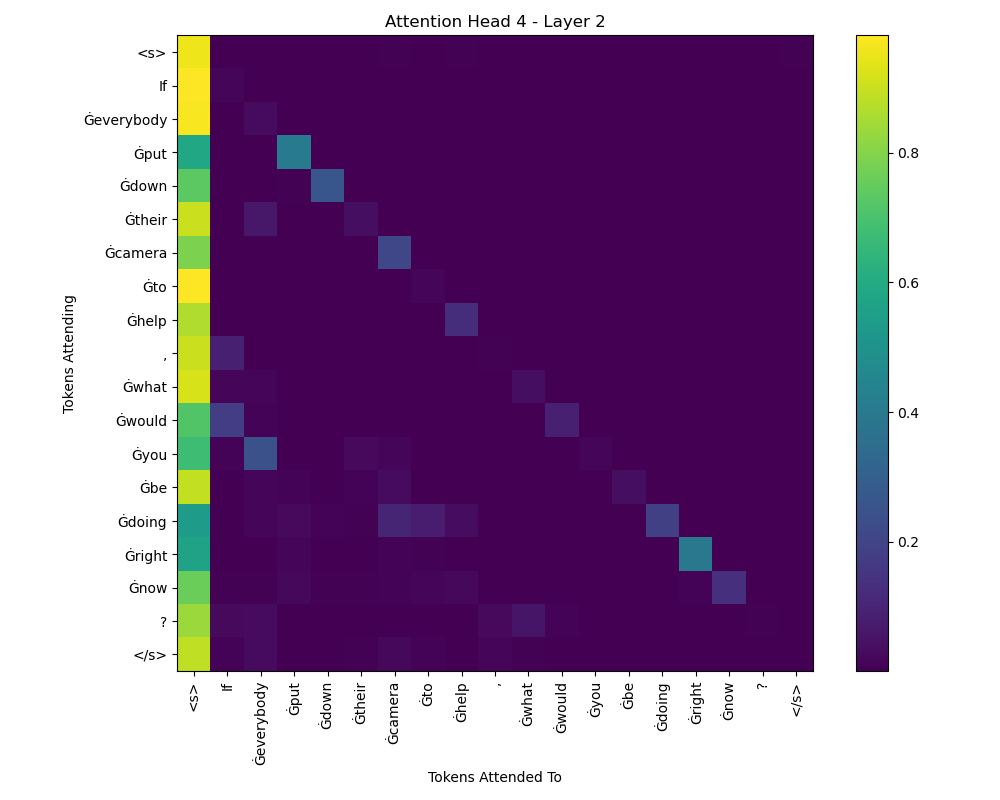 Attention Head 4 - Layer 2
Tokens Attending
<s>
If
Ġeverybody
Ġput
Ġdown
Ġtheir
Ġcamera
Ġto
Ġhelp
,
Ġwhat
Ġwould
Ġyou
Ġbe
Ġdoing
Ġright
Ġnow
?
</s>
<s>
If
Ġeverybody
Ġput
Ġdown
Ġtheir
Ġcamera
Ġto
Ġhelp
,
Ġwhat
Ġwould
Ġyou
Ġbe
Ġdoing
Ġright
Ġnow
?
</s>
Tokens Attended To
0.8
0.6
0.4
0.2